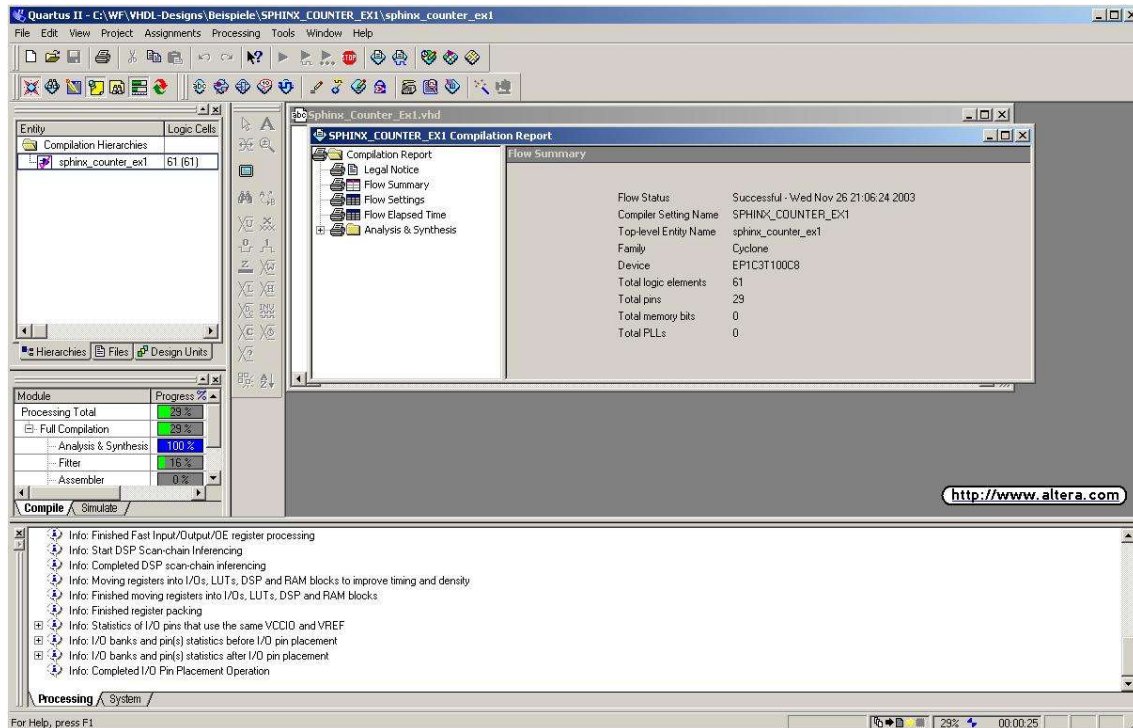 Quartus II - C:\WF\VHDL-Designs\Beispiele\SPHINX_COUNTER_EX1\sphinx_counter_ex1
File Edit View Project Assignments Processing Tools Window Help
STOP
Entity Logic Cells
Compilation Hierarchies
sphinx_counter_ex1 61 (61)
Hierarchies Files Design Units
Module Progress %
Processing Total 29 %
Full Compilation 29 %
Analysis & Synthesis 100 %
Fitter 16 %
Assembler 0 %
Compile Simulate
abc Sphinx_Counter_Ex1.vhd
SPHINX_COUNTER_EX1 Compilation Report
Compilation Report
Legal Notice
Flow Summary
Flow Settings
Flow Elapsed Time
Analysis & Synthesis
Flow Summary
Flow Status Successful - Wed Nov 26 21:06:24 2003
Compiler Setting Name SPHINX_COUNTER_EX1
Top-level Entity Name sphinx_counter_ex1
Family Cyclone
Device EP1C3T100C8
Total logic elements 61
Total pins 29
Total memory bits 0
Total PLLs 0
http://www.altera.com
Info: Finished Fast Input/Output/OE register processing
Info: Start DSP Scan-chain Inferencing
Info: Completed DSP scan-chain inferencing
Info: Moving registers into I/Os, LUTs, DSP and RAM blocks to improve timing and density
Info: Finished moving registers into I/Os, LUTs, DSP and RAM blocks
Info: Finished register packing
Info: Statistics of I/O pins that use the same VCCIO and VREF
Info: I/O banks and pin(s) statistics before I/O pin placement
Info: I/O banks and pin(s) statistics after I/O pin placement
Info: Completed I/O Pin Placement Operation
Processing System
For Help, press F1
29% 00:00:25